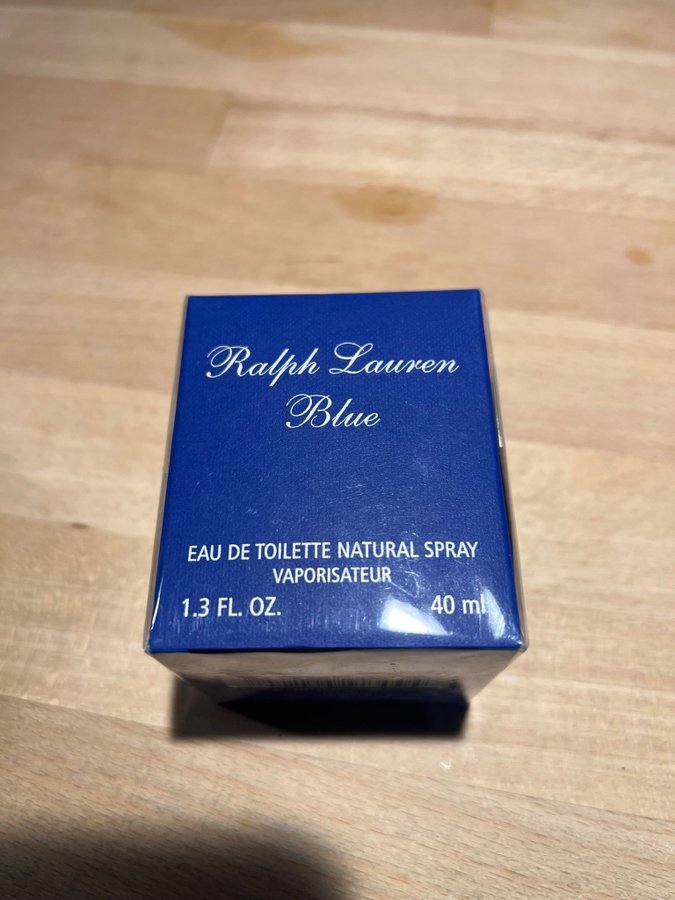 Ralph Lauren
Blue
EAU DE TOILETTE NATURAL SPRAY
VAPORISATEUR
1.3 FL. OZ. 40 ml